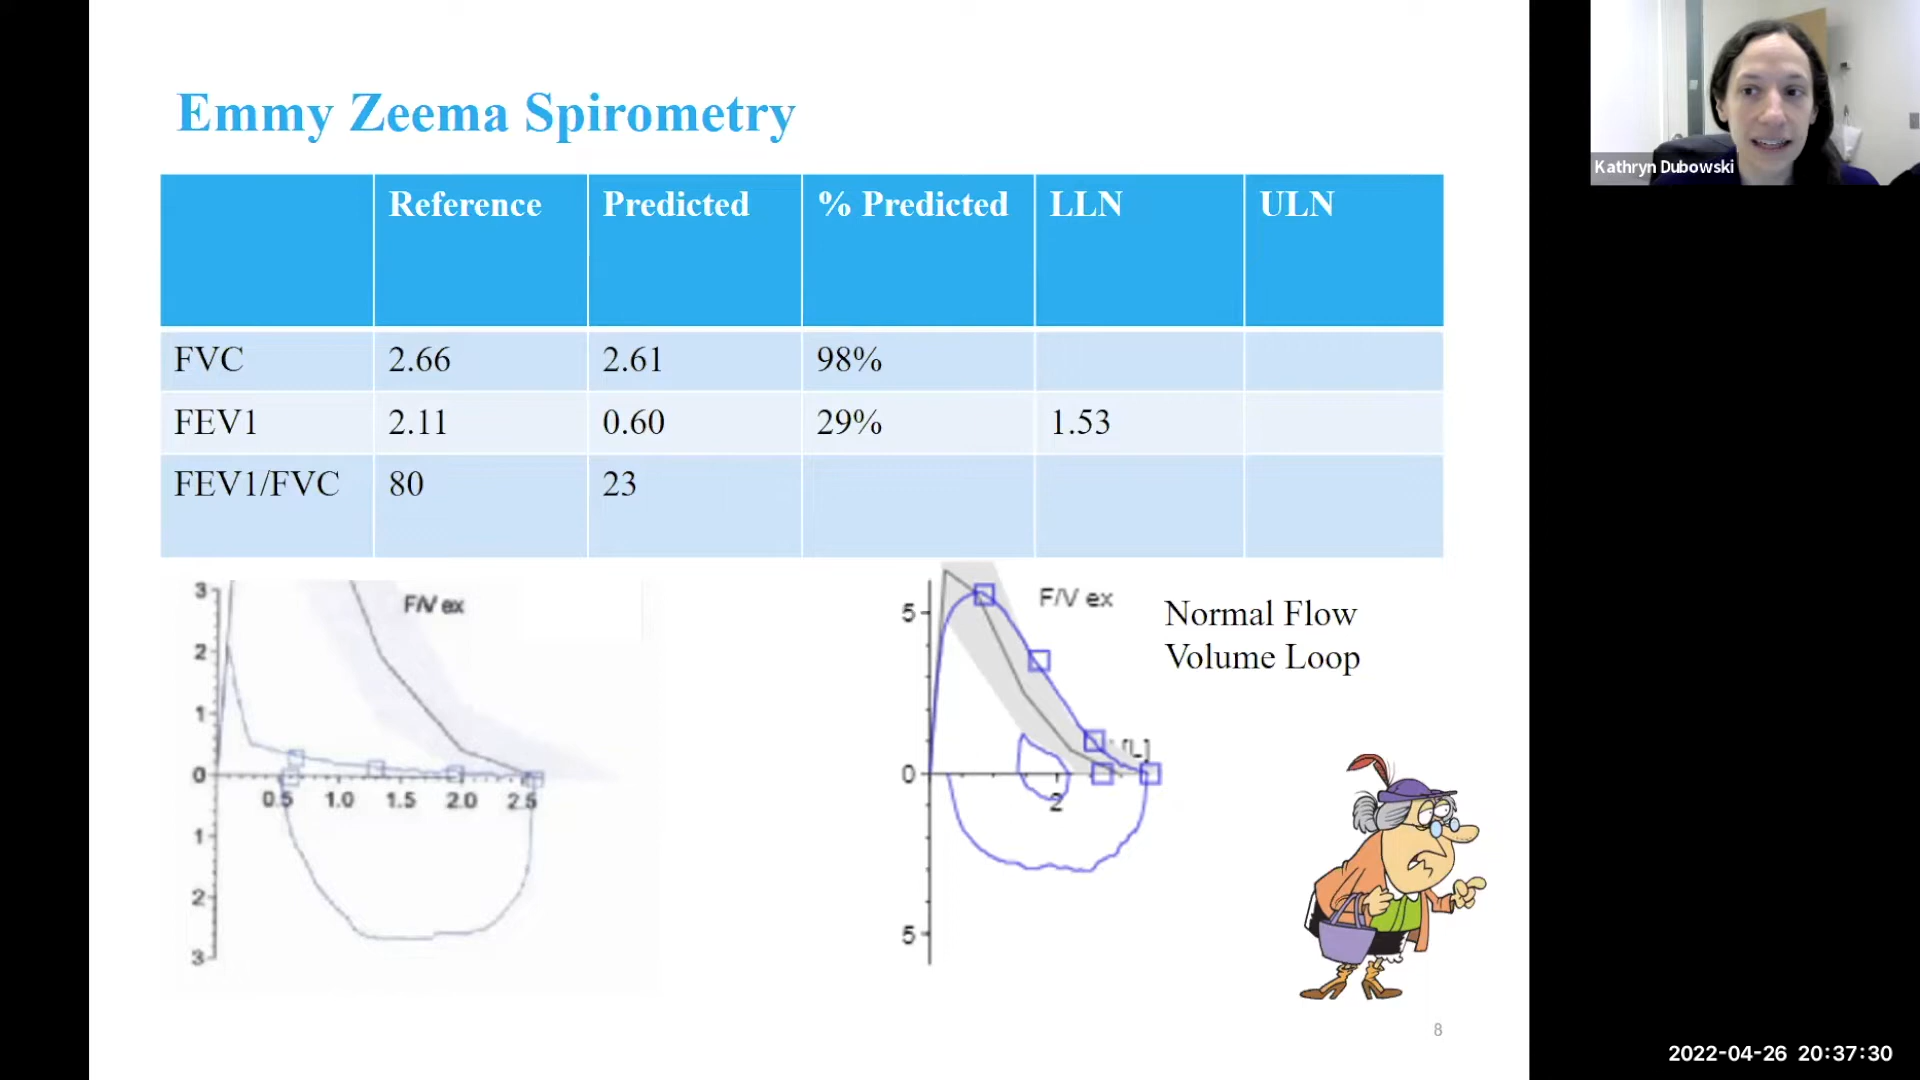 Emmy Zeema Spirometry
Reference Predicted % Predicted LLN ULN
FVC 2.66 2.61 98%
FEV1 2.11 0.60 29% 1.53
FEV1/FVC 80 23
3
F/V ex
2
1
0
0.5 1.0 1.5 2.0 2.5
1
2
3
5
F/V ex
[L]
0
2
5
Normal Flow
Volume Loop
8
Kathryn Dubowski
2022-04-26 20:37:30